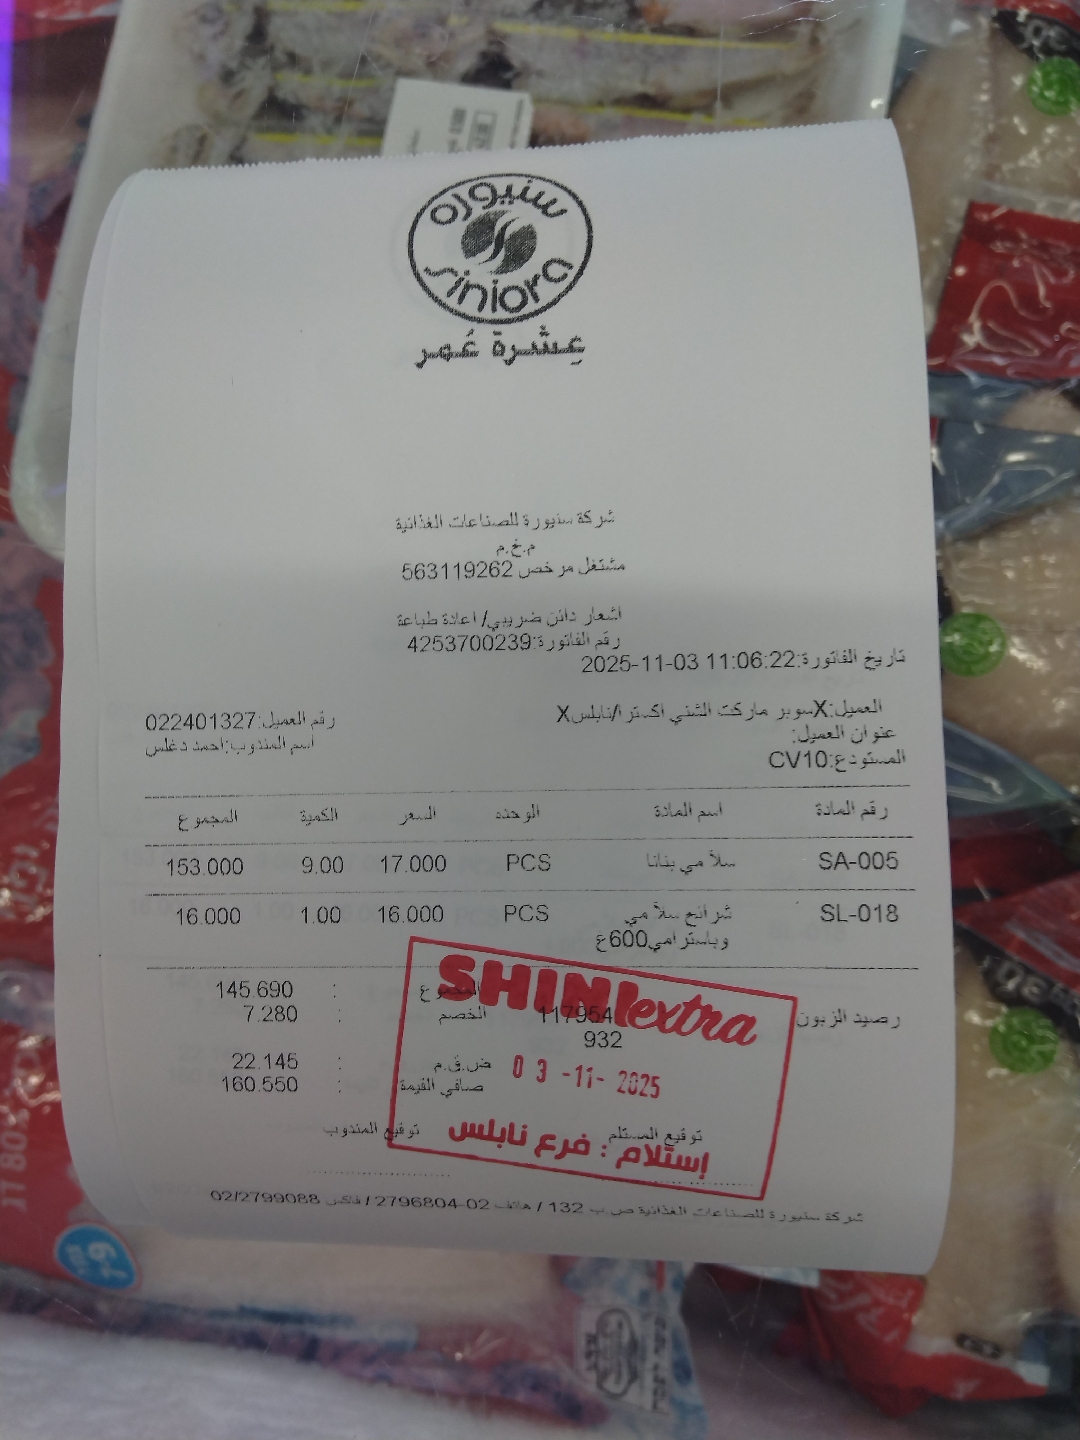 سنيورة
siniora
عِشرة عُمر
شركة سنيورة للصناعات الغذائية
م.خ.م
مشتغل مرخص 563119262
اشعار دائن ضريبي/ اعادة طباعة
رقم الفاتورة:4253700239
تاريخ الفاتورة:2025-11-03 11:06:22
العميل:Xسوبر ماركت الشني اكسترا/نابلسX رقم العميل:022401327
عنوان العميل: اسم المندوب:احمد دغلس
المستودع:CV10
رقم المادة اسم المادة الوحده السعر الكمية المجموع
SA-005 سلامي بنانا PCS 17.000 9.00 153.000
SL-018 شرائح سلامي PCS 16.000 1.00 16.000
وباسترامي600غ
SHINI extra
المجموع : 145.690
رصيد الزبون 117954 الخصم : 7.280
932
ض.ق.م : 22.145
03 -11- 2025
صافي القيمة : 160.550
توقيع المستلم توقيع المندوب
إستلام : فرع نابلس
شركة سنيورة للصناعات الغذائية ص.ب 132 / هاتف 02-2796804 / فاكس 02/2799088